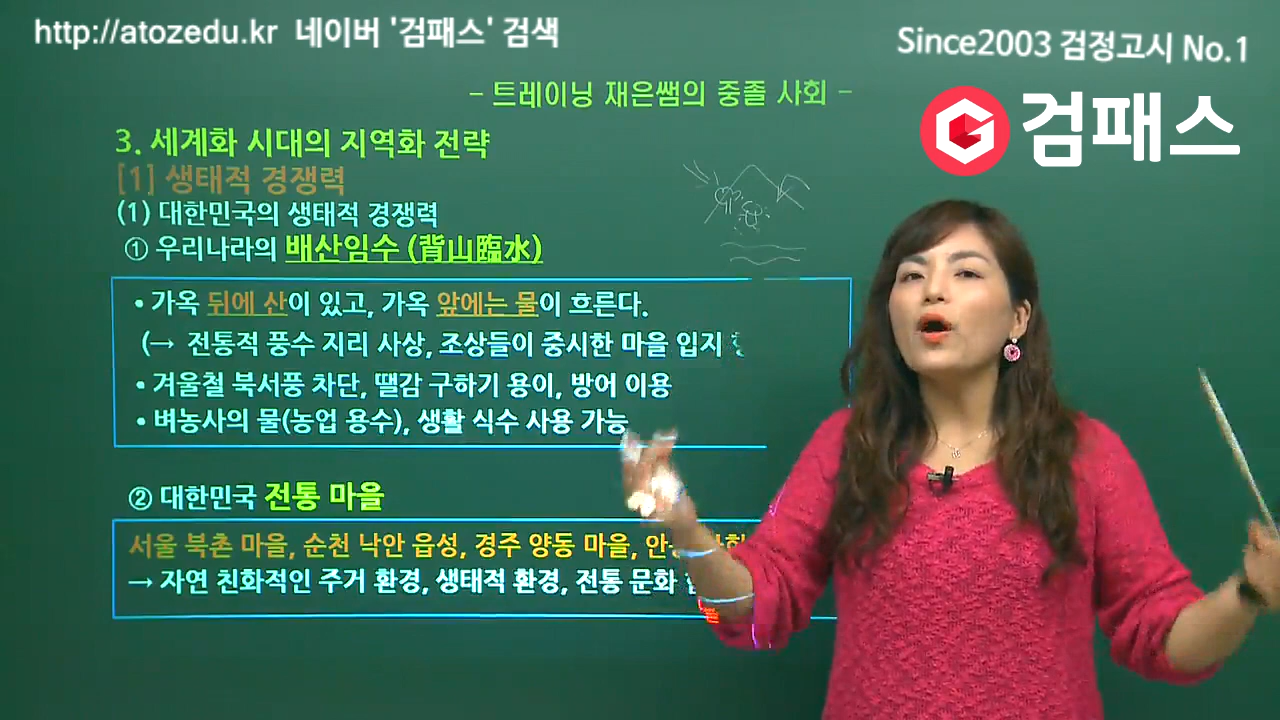 http://atozedu.kr 네이버 '검패스' 검색
Since2003 검정고시 No.1
검패스
- 트레이닝 재은쌤의 중졸 사회 -
3. 세계화 시대의 지역화 전략
[1] 생태적 경쟁력
(1) 대한민국의 생태적 경쟁력
① 우리나라의 배산임수 (背山臨水)
• 가옥 뒤에 산이 있고, 가옥 앞에는 물이 흐른다.
(→ 전통적 풍수 지리 사상, 조상들이 중시한 마을 입지
• 겨울철 북서풍 차단, 땔감 구하기 용이, 방어 이용
• 벼농사의 물(농업 용수), 생활 식수 사용 가능
② 대한민국 전통 마을
서울 북촌 마을, 순천 낙안 읍성, 경주 양동 마을,
→ 자연 친화적인 주거 환경, 생태적 환경, 전통 문화